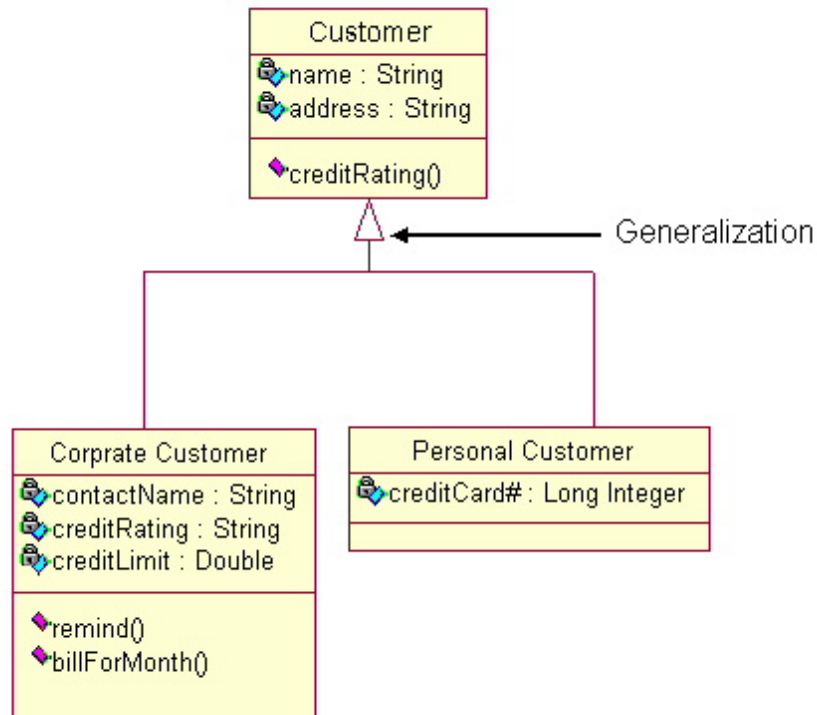 Customer
name : String
address : String
creditRating()
Generalization
Corprate Customer
contactName : String
creditRating : String
creditLimit : Double
remind()
billForMonth()
Personal Customer
creditCard# : Long Integer